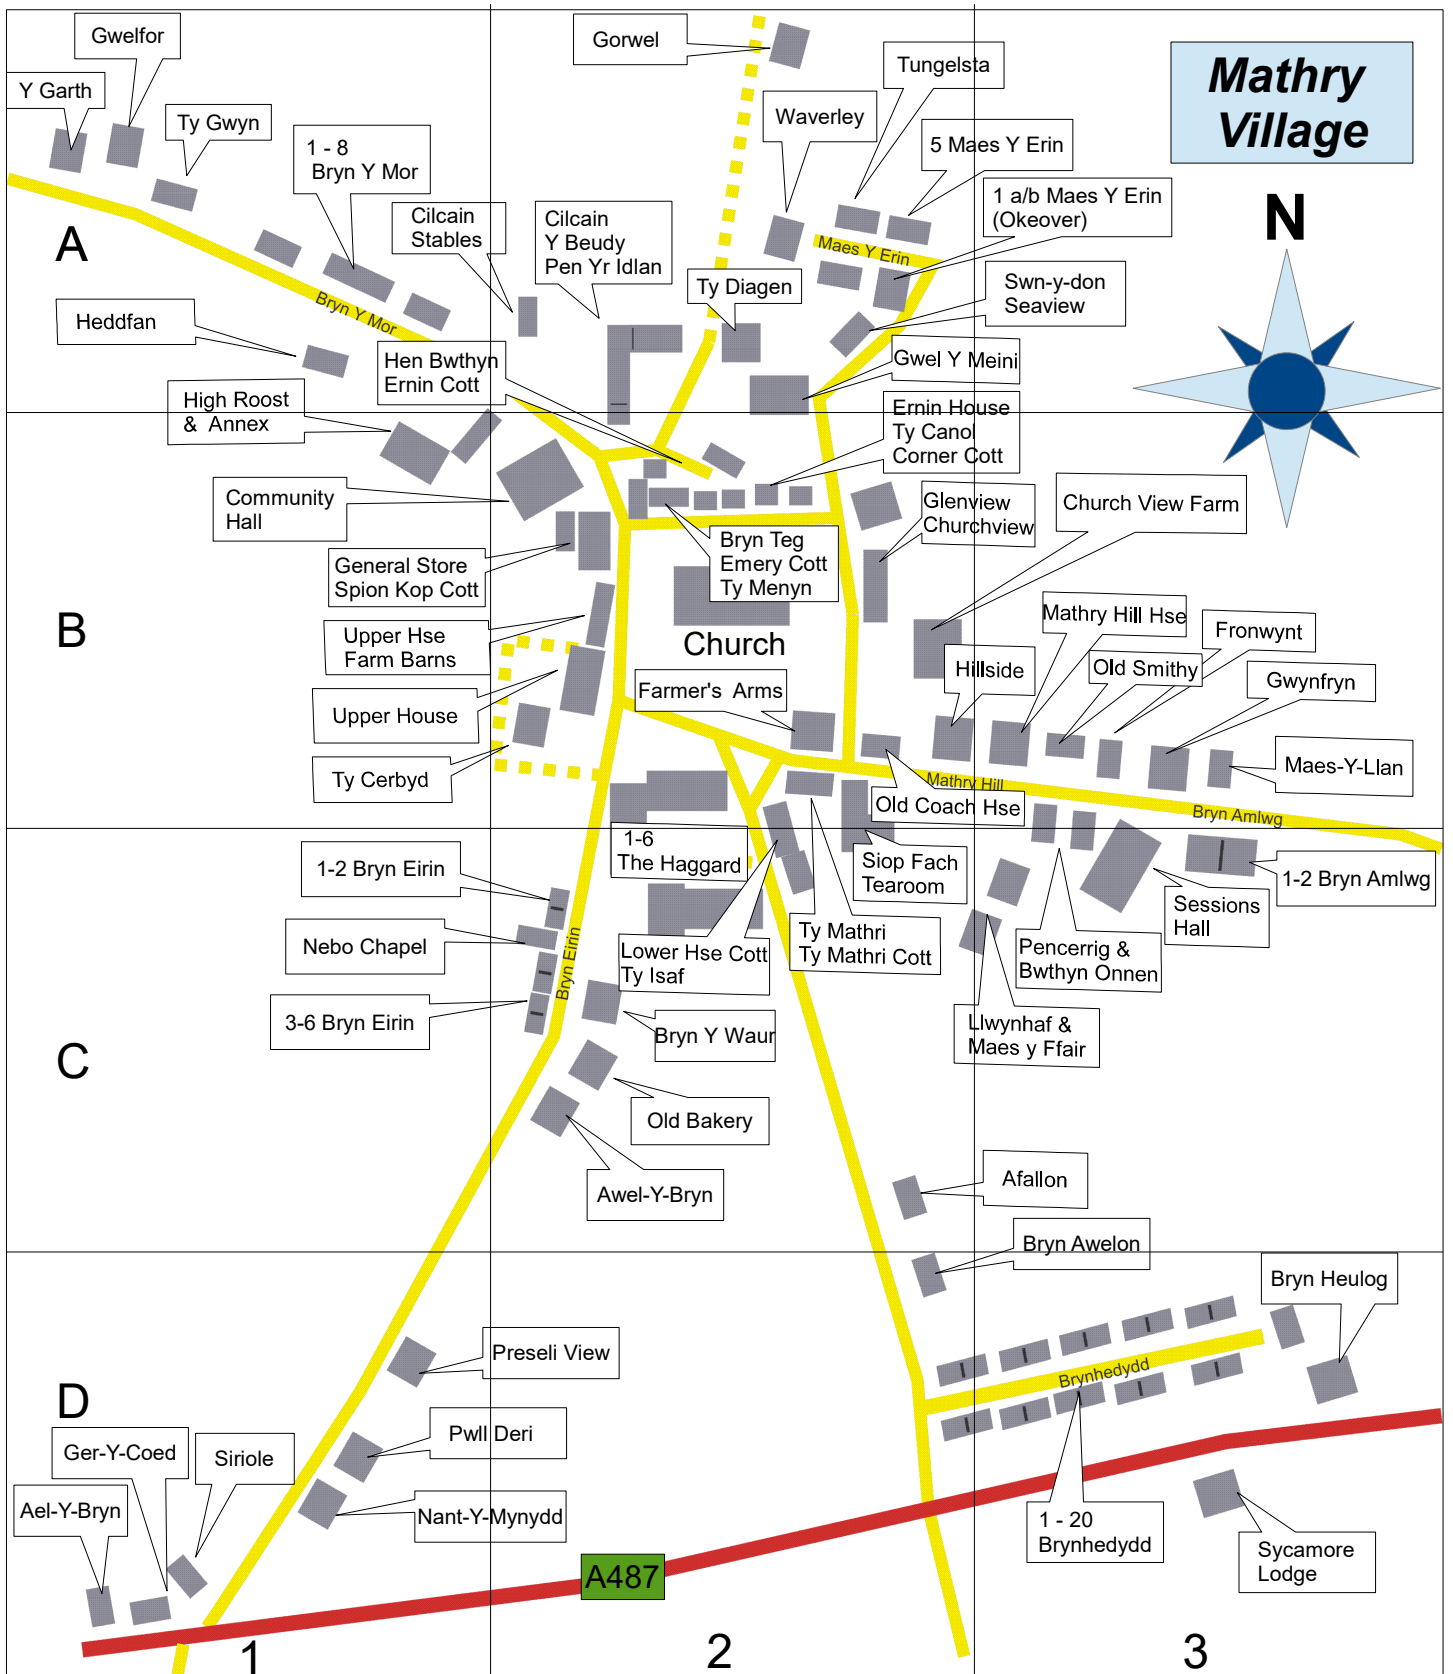 Mathry
Village
N
Gwelfor
Gorwel
Tungelsta
Y Garth
Ty Gwyn
Waverley
1 - 8
Bryn Y Mor
5 Maes Y Erin
1 a/b Maes Y Erin
(Okeover)
Cilcain
Stables
Cilcain
Y Beudy
Pen Yr Idlan
Maes Y Erin
A
Ty Diagen
Swn-y-don
Seaview
Bryn Y Mor
Heddfan
Hen Bwthyn
Ernin Cott
Gwel Y Meini
High Roost
& Annex
Ernin House
Ty Canol
Corner Cott
Community
Hall
Glenview
Churchview
Church View Farm
General Store
Spion Kop Cott
Bryn Teg
Emery Cott
Ty Menyn
B
Upper Hse
Farm Barns
Church
Mathry Hill Hse
Fronwynt
Hillside
Old Smithy
Gwynfryn
Farmer's Arms
Upper House
Ty Cerbyd
Mathry Hill
Maes-Y-Llan
Old Coach Hse
Bryn Amlwg
1-6
The Haggard
1-2 Bryn Eirin
Siop Fach
Tearoom
1-2 Bryn Amlwg
Sessions
Hall
Nebo Chapel
Bryn Eirin
Lower Hse Cott
Ty Isaf
Ty Mathri
Ty Mathri Cott
Pencerrig &
Bwthyn Onnen
3-6 Bryn Eirin
Bryn Y Waur
Llwynhaf &
Maes y Ffair
C
Old Bakery
Awel-Y-Bryn
Afallon
Bryn Awelon
Bryn Heulog
Preseli View
Brynhedydd
D
Pwll Deri
Ger-Y-Coed
Siriole
Ael-Y-Bryn
Nant-Y-Mynydd
1 - 20
Brynhedydd
Sycamore
Lodge
A487
1
2
3